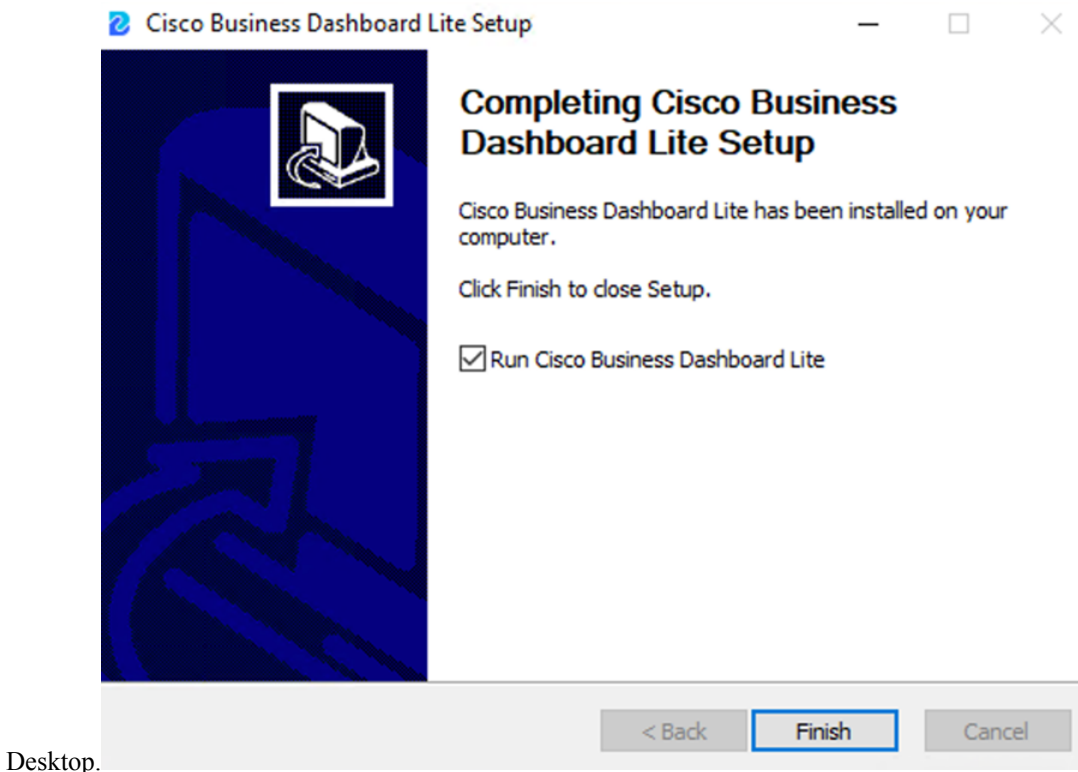 Cisco Business Dashboard Lite Setup
Completing Cisco Business
Dashboard Lite Setup
Cisco Business Dashboard Lite has been installed on your
computer.
Click Finish to close Setup.
Run Cisco Business Dashboard Lite
< Back Finish Cancel
Desktop.